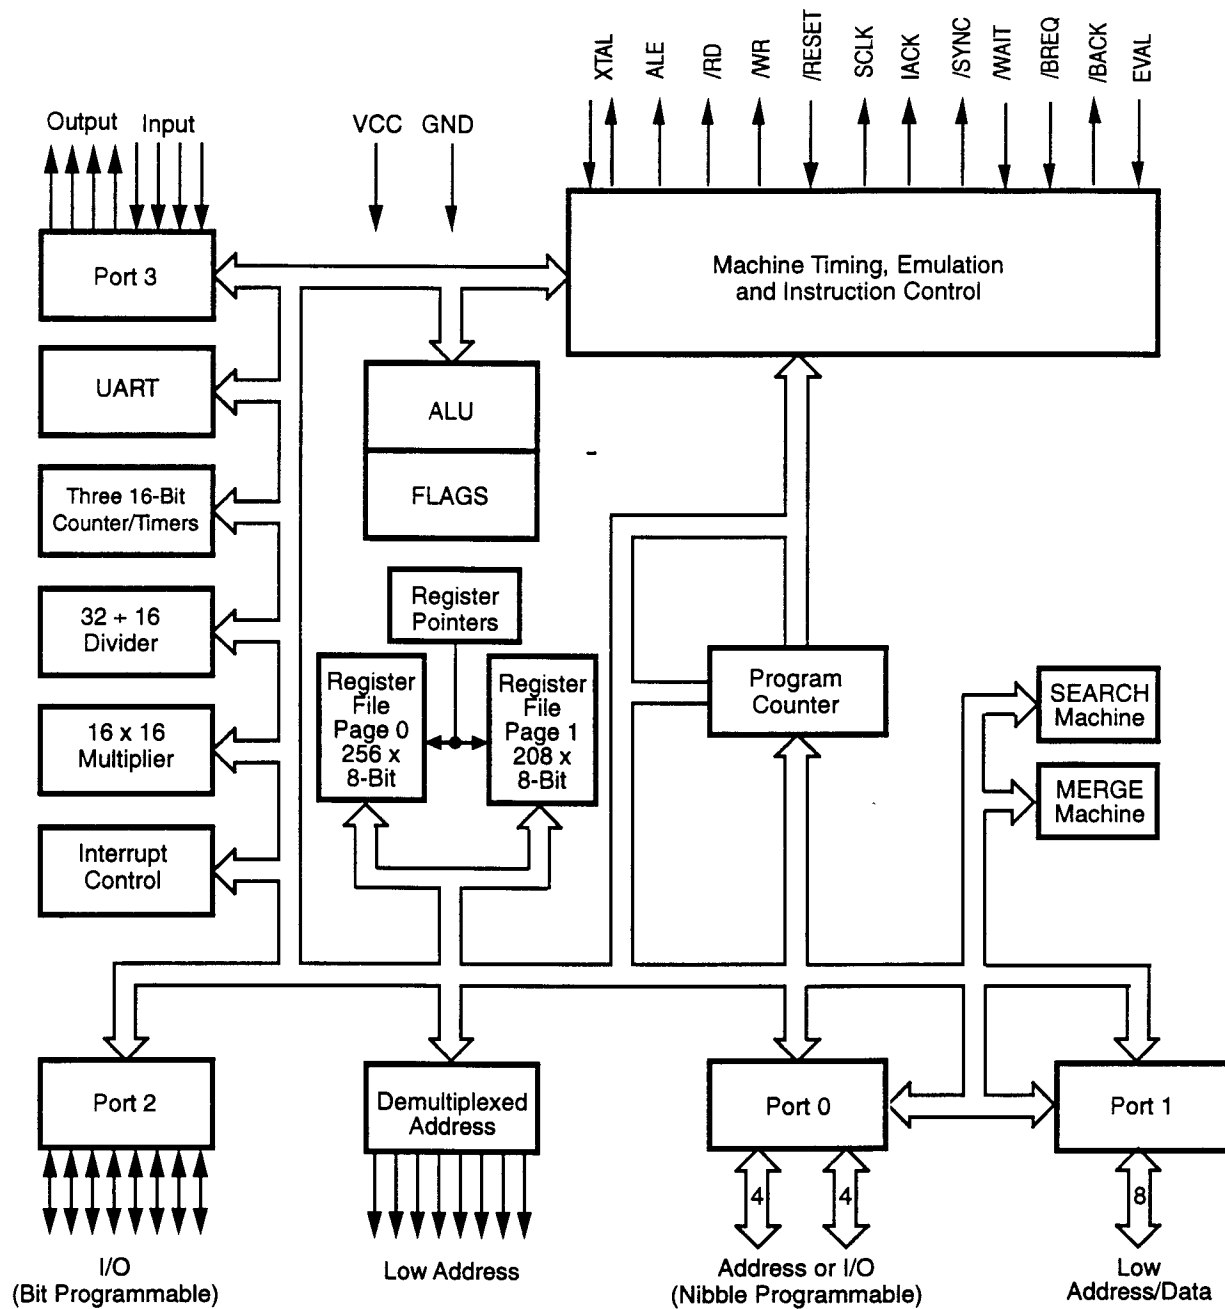 XTAL
ALE
/RD
/WR
/RESET
SCLK
IACK
/SYNC
/WAIT
/BREQ
/BACK
EVAL
Output
Input
VCC
GND
Port 3
Machine Timing, Emulation
and Instruction Control
UART
ALU
FLAGS
Three 16-Bit
Counter/Timers
32 ÷ 16
Divider
Register
Pointers
Register
File
Page 0
256 x
8-Bit
Register
File
Page 1
208 x
8-Bit
Program
Counter
SEARCH
Machine
16 x 16
Multiplier
MERGE
Machine
Interrupt
Control
Port 2
Demultiplexed
Address
Port 0
Port 1
4
4
8
I/O
(Bit Programmable)
Low Address
Address or I/O
(Nibble Programmable)
Low
Address/Data